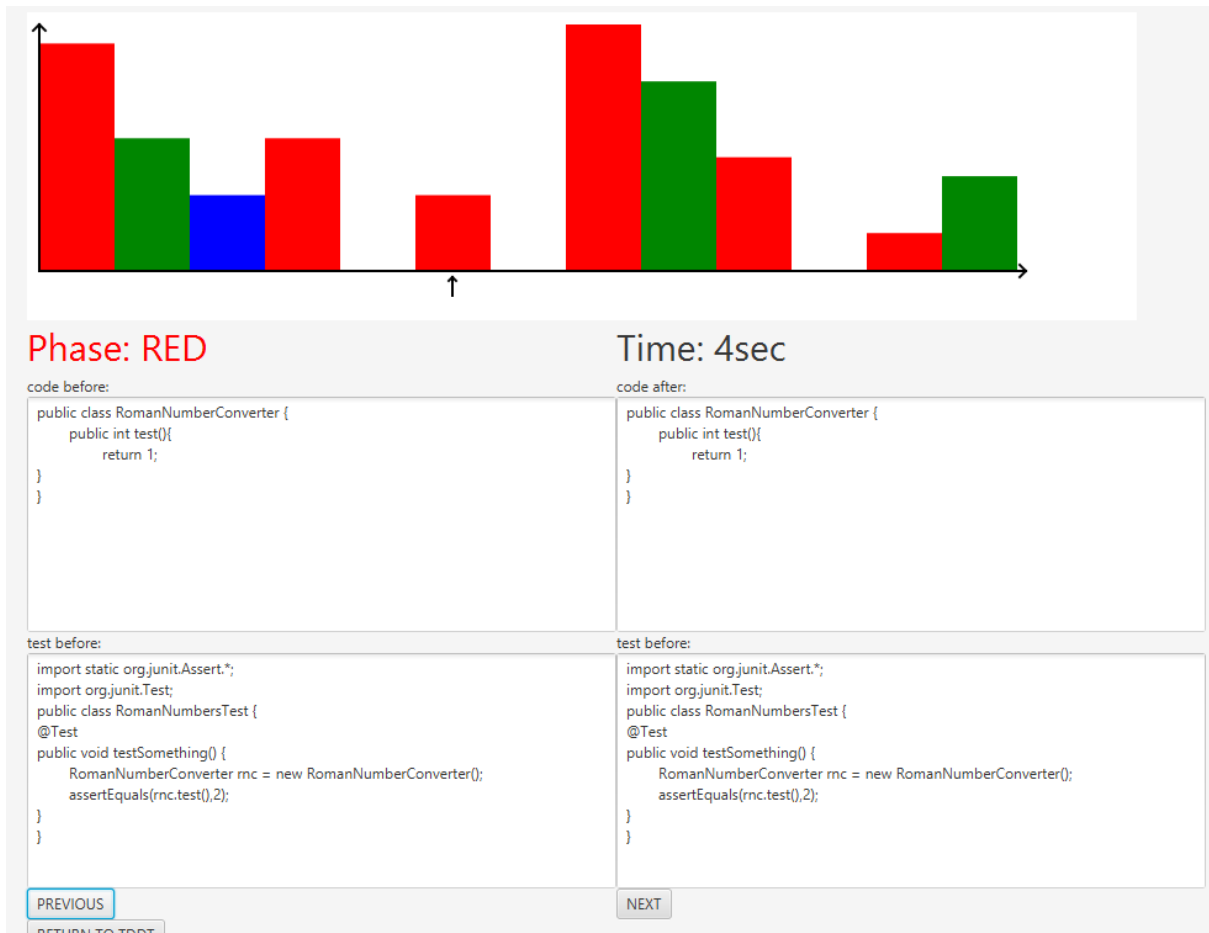 Phase: RED
Time: 4sec
code before:
public class RomanNumberConverter {
public int test(){
return 1;
}
}
code after:
public class RomanNumberConverter {
public int test(){
return 1;
}
}
test before:
import static org.junit.Assert.*;
import org.junit.Test;
public class RomanNumbersTest {
@Test
public void testSomething() {
RomanNumberConverter rnc = new RomanNumberConverter();
assertEquals(rnc.test(),2);
}
}
test before:
import static org.junit.Assert.*;
import org.junit.Test;
public class RomanNumbersTest {
@Test
public void testSomething() {
RomanNumberConverter rnc = new RomanNumberConverter();
assertEquals(rnc.test(),2);
}
}
PREVIOUS
NEXT
RETURN TO TDDT